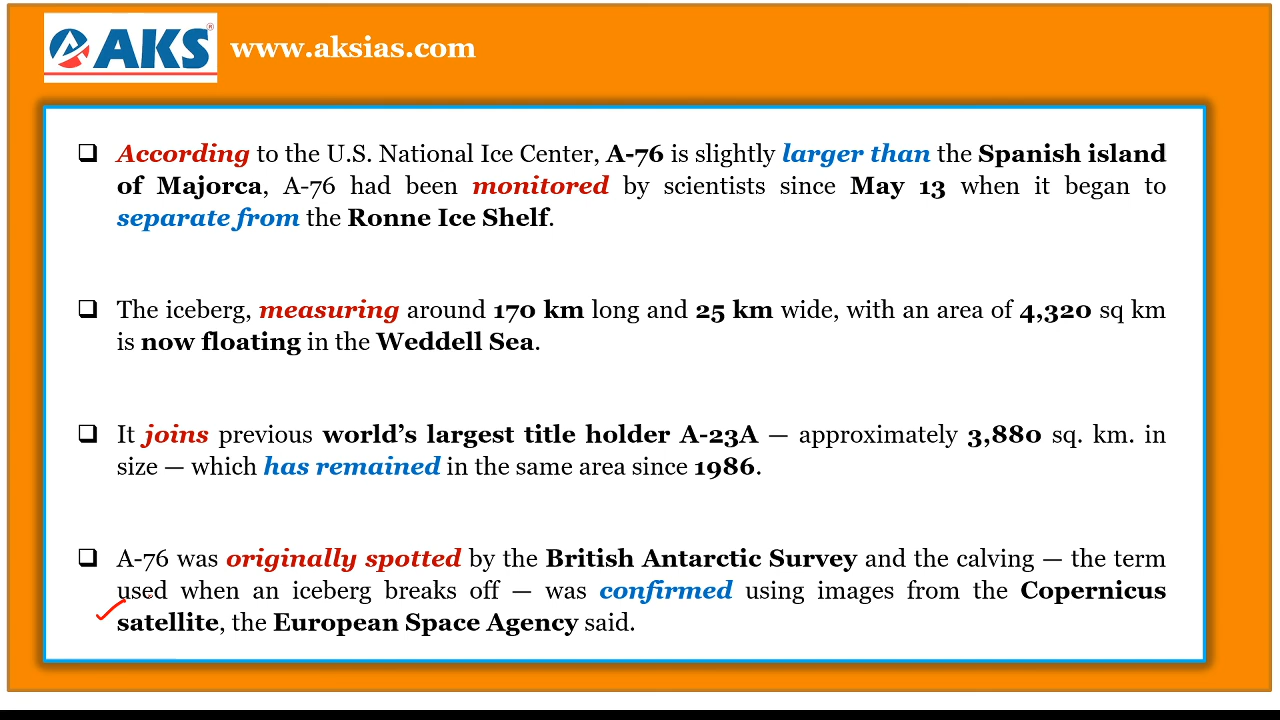 AKS®
www.aksias.com
❑ According to the U.S. National Ice Center, A-76 is slightly larger than the Spanish island
of Majorca, A-76 had been monitored by scientists since May 13 when it began to
separate from the Ronne Ice Shelf.
❑ The iceberg, measuring around 170 km long and 25 km wide, with an area of 4,320 sq km
is now floating in the Weddell Sea.
❑ It joins previous world’s largest title holder A-23A — approximately 3,880 sq. km. in
size — which has remained in the same area since 1986.
❑ A-76 was originally spotted by the British Antarctic Survey and the calving — the term
used when an iceberg breaks off — was confirmed using images from the Copernicus
satellite, the European Space Agency said.